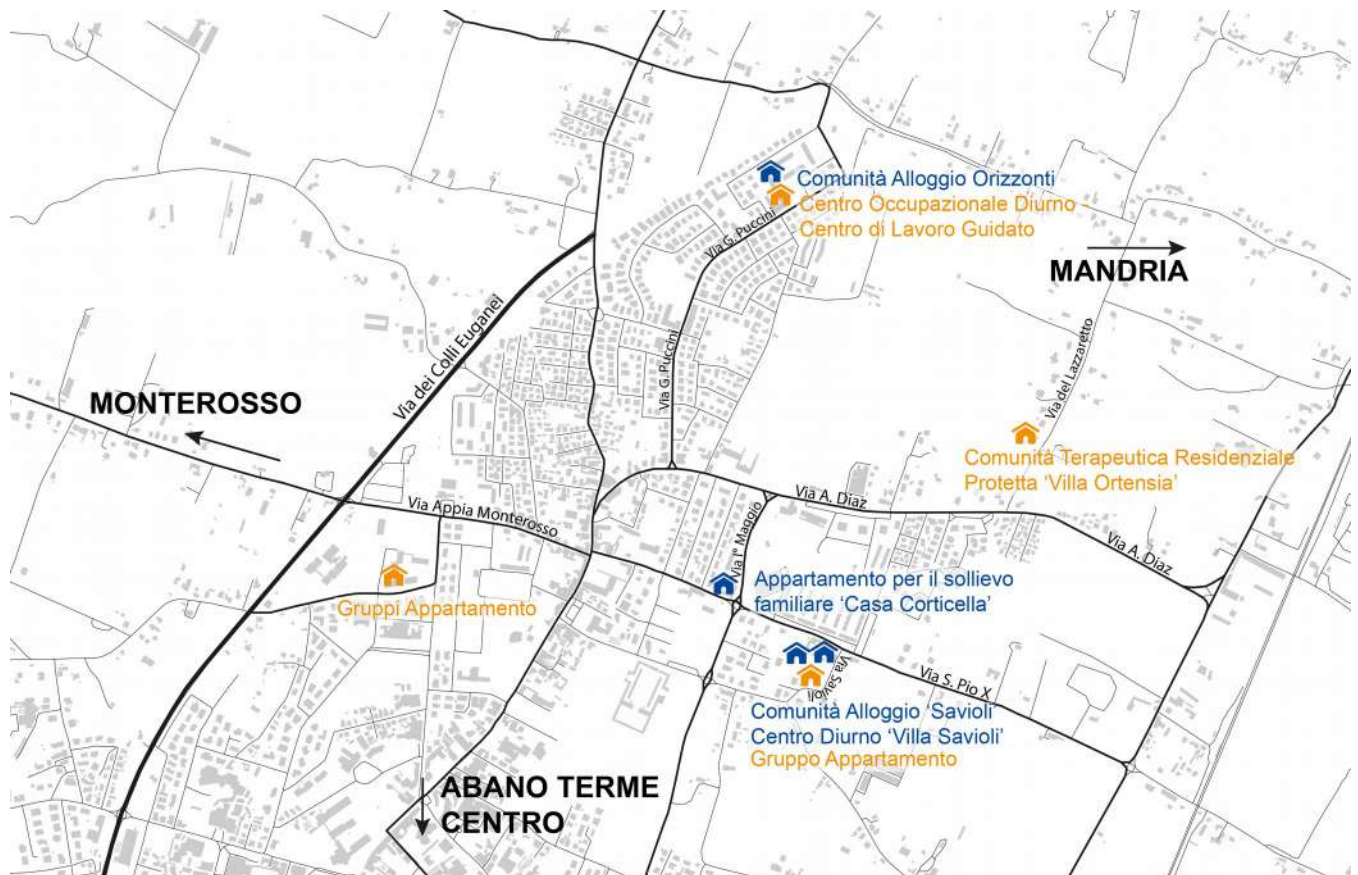 Comunità Alloggio Orizzonti
Centro Occupazionale Diurno -
Centro di Lavoro Guidato
Via G. Puccini
MANDRIA
Via dei Colli Euganei
Via G.Puccini
Via del Lazzaretto
MONTEROSSO
Comunità Terapeutica Residenziale
Protetta ‘Villa Ortensia’
Via A. Diaz
Via Appia Monterosso
Via I° Maggio
Via A. Diaz
Appartamento per il sollievo
familiare ‘Casa Corticella’
Gruppi Appartamento
Via Savioli
Via S. Pio X
Comunità Alloggio ‘Savioli’
Centro Diurno ‘Villa Savioli’
Gruppo Appartamento
ABANO TERME
CENTRO